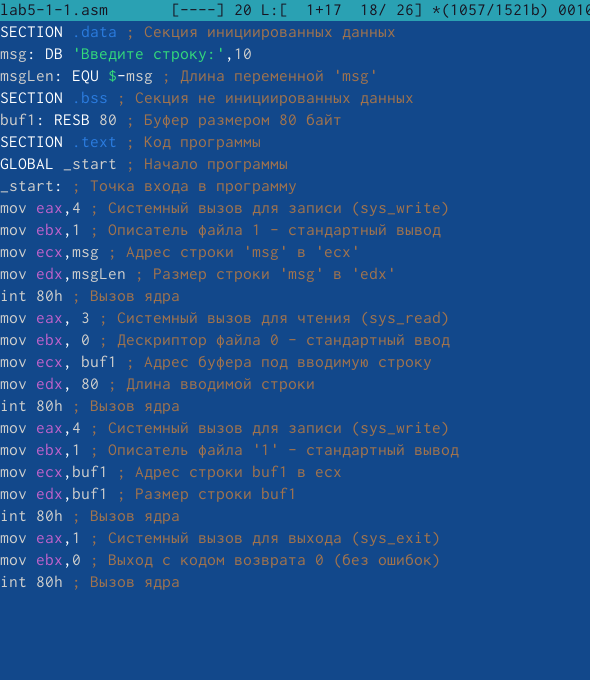 lab5-1-1.asm [----] 20 L:[ 1+17 18/ 26] *(1057/1521b) 0010
SECTION .data ; Секция инициированных данных
msg: DB 'Введите строку:',10
msgLen: EQU $-msg ; Длина переменной 'msg'
SECTION .bss ; Секция не инициированных данных
buf1: RESB 80 ; Буфер размером 80 байт
SECTION .text ; Код программы
GLOBAL _start ; Начало программы
_start: ; Точка входа в программу
mov eax,4 ; Системный вызов для записи (sys_write)
mov ebx,1 ; Описатель файла 1 - стандартный вывод
mov ecx,msg ; Адрес строки 'msg' в 'ecx'
mov edx,msgLen ; Размер строки 'msg' в 'edx'
int 80h ; Вызов ядра
mov eax, 3 ; Системный вызов для чтения (sys_read)
mov ebx, 0 ; Дескриптор файла 0 - стандартный ввод
mov ecx, buf1 ; Адрес буфера под вводимую строку
mov edx, 80 ; Длина вводимой строки
int 80h ; Вызов ядра
mov eax,4 ; Системный вызов для записи (sys_write)
mov ebx,1 ; Описатель файла '1' - стандартный вывод
mov ecx,buf1 ; Адрес строки buf1 в ecx
mov edx,buf1 ; Размер строки buf1
int 80h ; Вызов ядра
mov eax,1 ; Системный вызов для выхода (sys_exit)
mov ebx,0 ; Выход с кодом возврата 0 (без ошибок)
int 80h ; Вызов ядра